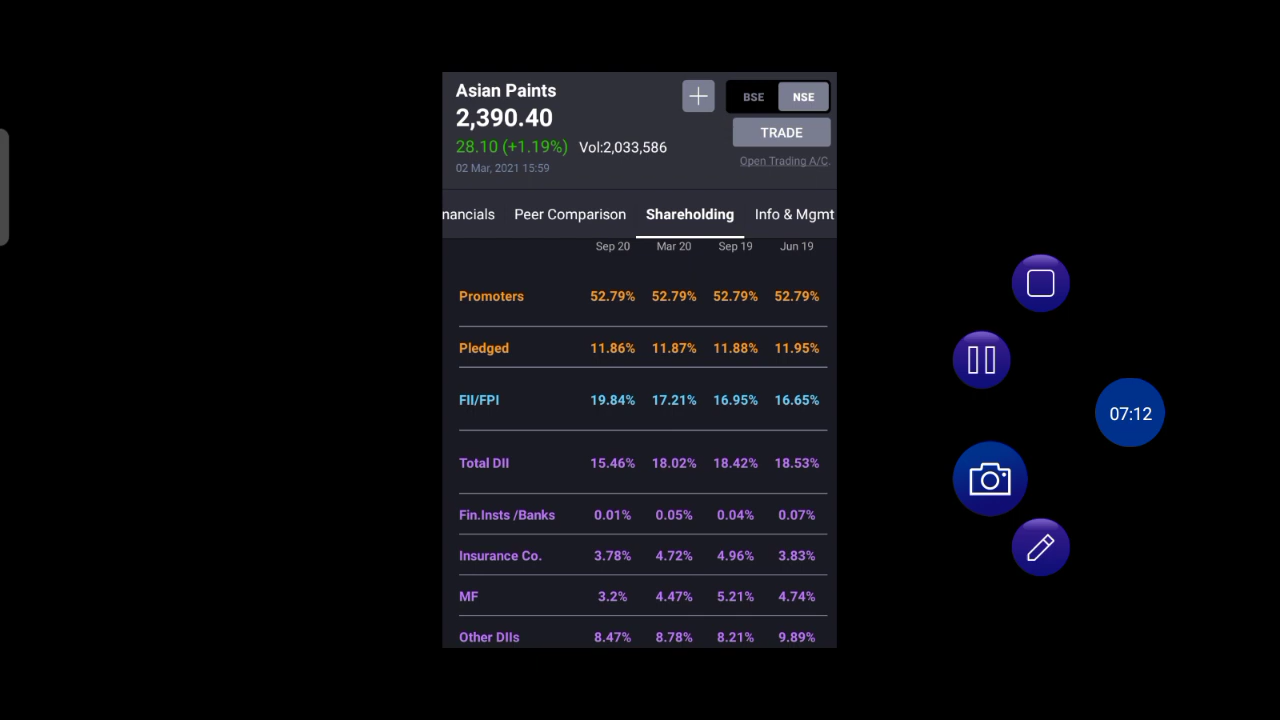 Asian Paints
BSE NSE
2,390.40
TRADE
28.10 (+1.19%) Vol:2,033,586
Open Trading A/C.
02 Mar, 2021 15:59
nancials Peer Comparison Shareholding Info & Mgmt
Sep 20 Mar 20 Sep 19 Jun 19
Promoters 52.79% 52.79% 52.79% 52.79%
Pledged 11.86% 11.87% 11.88% 11.95%
FII/FPI 19.84% 17.21% 16.95% 16.65%
Total DII 15.46% 18.02% 18.42% 18.53%
Fin.Insts /Banks 0.01% 0.05% 0.04% 0.07%
Insurance Co. 3.78% 4.72% 4.96% 3.83%
MF 3.2% 4.47% 5.21% 4.74%
Other DIIs 8.47% 8.78% 8.21% 9.89%
07:12